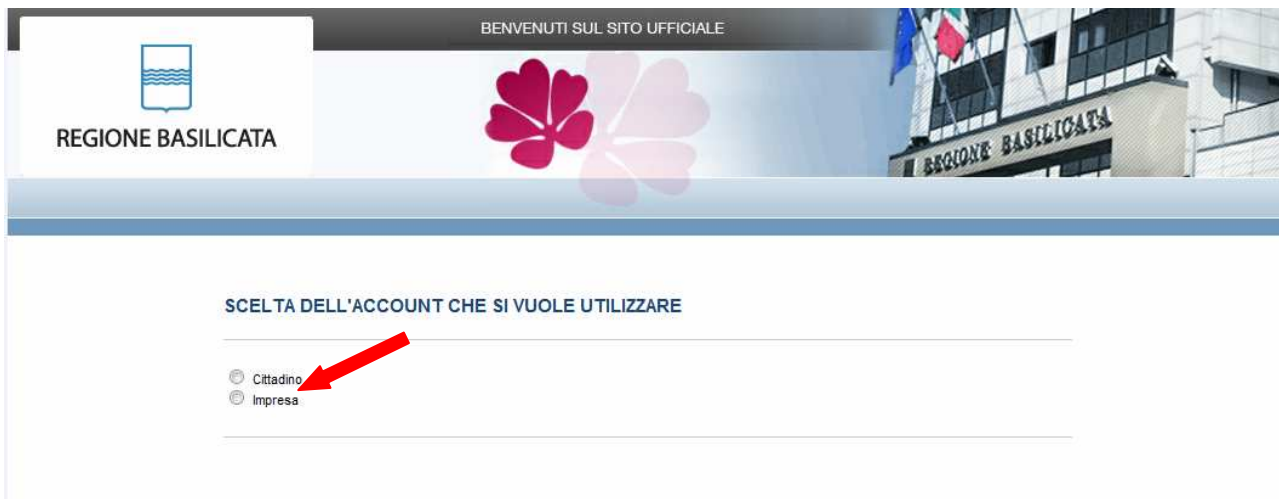 BENVENUTI SUL SITO UFFICIALE
REGIONE BASILICATA
REGIONE BASILICATA
SCELTA DELL'ACCOUNT CHE SI VUOLE UTILIZZARE
Cittadino
Impresa